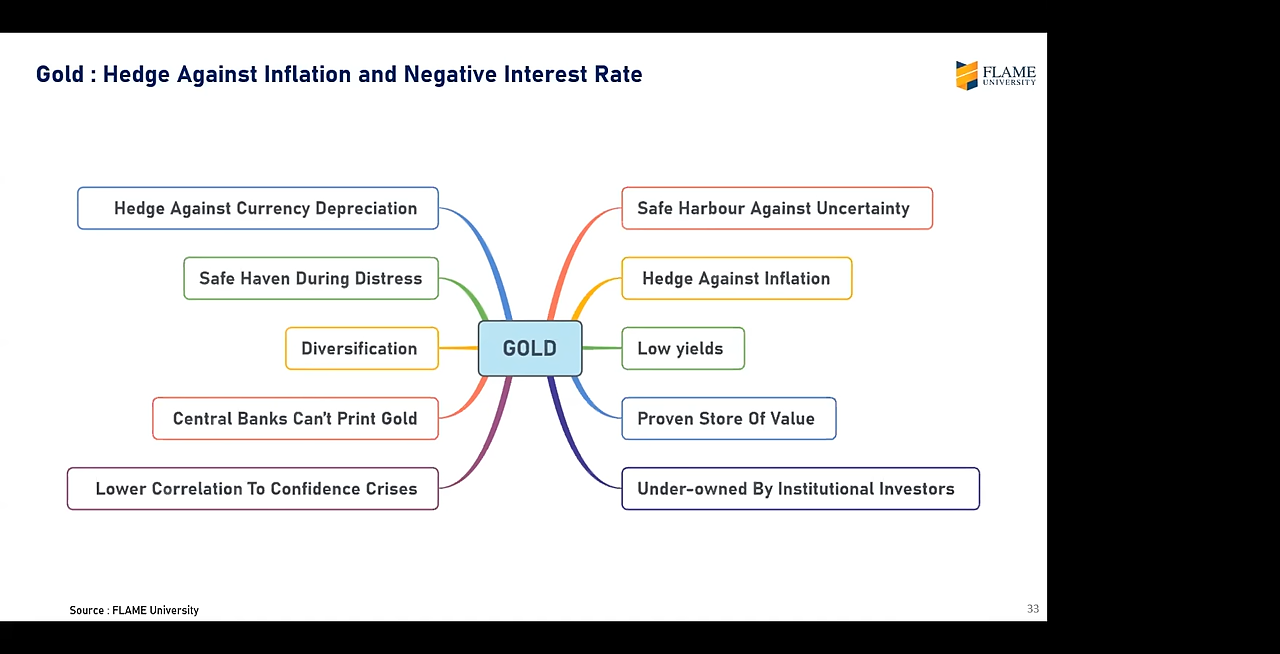 Gold : Hedge Against Inflation and Negative Interest Rate
FLAME
UNIVERSITY
Hedge Against Currency Depreciation
Safe Haven During Distress
Diversification
Central Banks Can't Print Gold
Lower Correlation To Confidence Crises
GOLD
Safe Harbour Against Uncertainty
Hedge Against Inflation
Low yields
Proven Store Of Value
Under-owned By Institutional Investors
Source : FLAME University
33